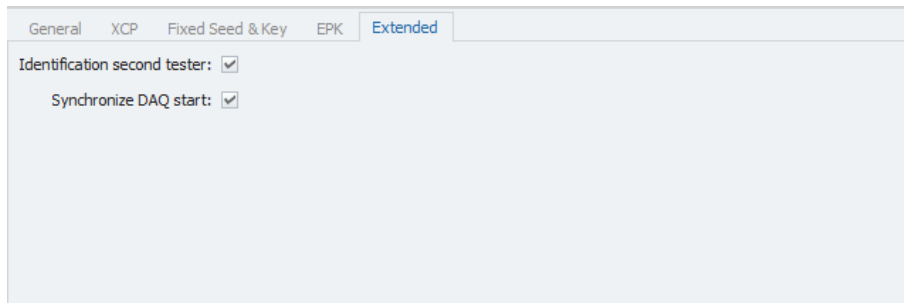 General XCP Fixed Seed & Key EPK Extended
Identification second tester:
Synchronize DAQ start: